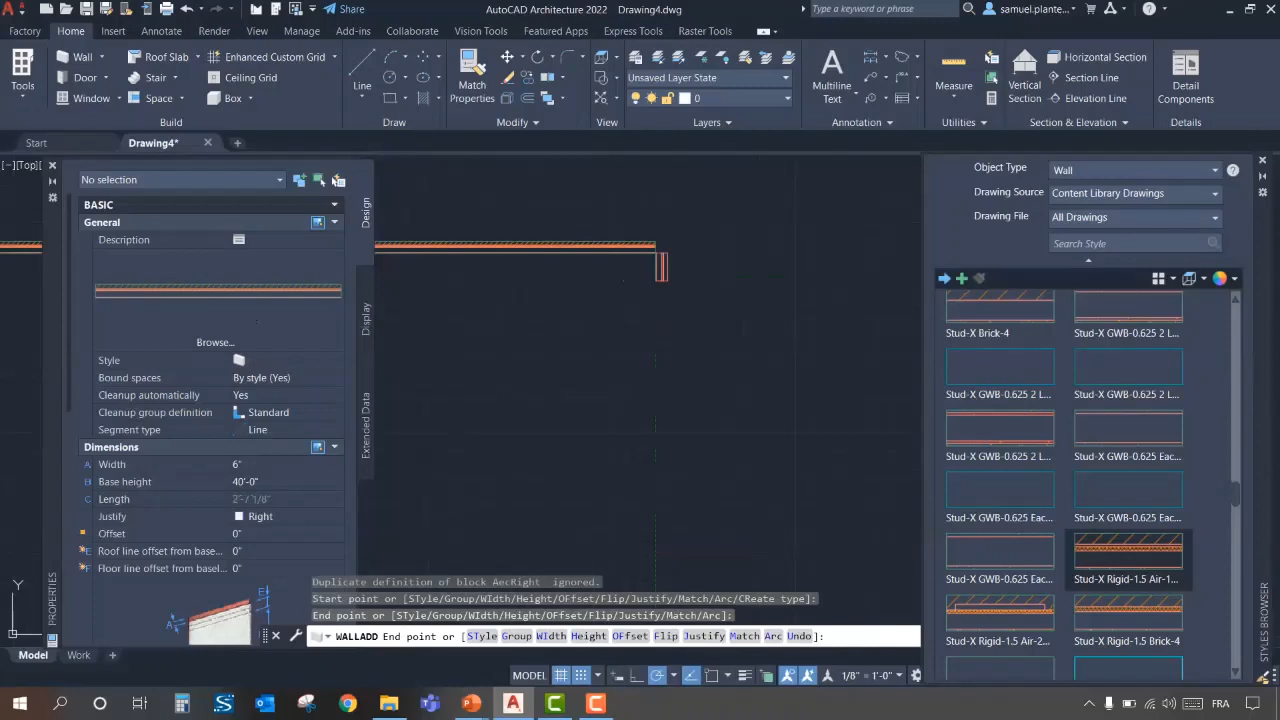 Share
AutoCAD Architecture 2022 Drawing4.dwg
Type a keyword or phrase
samuel.plante...
Factory Home Insert Annotate Render View Manage Add-ins Collaborate Vision Tools Featured Apps Raster Tools
Tools
Wall
Roof Slab
Enhanced Custom Grid
Door
Stair
Ceiling Grid
Window
Space
Box
Build
Line
Draw
Match
Properties
Modify
View
Unsaved Layer State
0
Layers
A
Multiline
Text
Annotation
Measure
Utilities
Vertical
Section
Horizontal Section
Section Line
Elevation Line
Section & Elevation
Detail
Components
Details
Start
Drawing4*
[−][Top][
No selection
BASIC
General
Description
Browse...
Style
Bound spaces By style (Yes)
Cleanup automatically Yes
Cleanup group definition Standard
Segment type Line
Dimensions
A Width 6"
B Base height 40'-0"
C Length 2'-7 1/8"
Justify Right
Offset 0"
E Roof line offset from base... 0"
F Floor line offset from basel... 0"
Design
Display
Extended Data
PROPERTIES
Duplicate definition of block AecRight ignored.
Start point or [STyle/Group/WIdth/Height/OFfset/Flip/Justify/Match/Arc/CReate type]:
End point or [STyle/Group/WIdth/Height/OFfset/Flip/Justify/Match/Arc]:
WALLADD End point or [STyle Group WIdth Height OFfset Flip Justify Match Arc Undo]:
Object Type Wall
Drawing Source Content Library Drawings
Drawing File All Drawings
Search Style
Stud-X Brick-4
Stud-X GWB-0.625 2 L...
Stud-X GWB-0.625 2 L...
Stud-X GWB-0.625 2 L...
Stud-X GWB-0.625 2 L...
Stud-X GWB-0.625 Eac...
Stud-X GWB-0.625 Eac...
Stud-X GWB-0.625 Eac...
Stud-X GWB-0.625 Eac...
Stud-X Rigid-1.5 Air-1...
Stud-X Rigid-1.5 Air-2...
Stud-X Rigid-1.5 Brick-4
STYLES BROWSER
Y
X
Model Work
MODEL
1/8" = 1'-0"
FRA